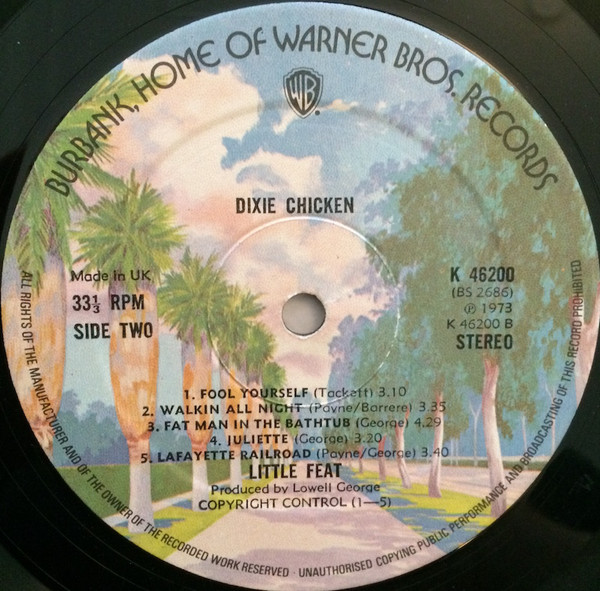 BURBANK, HOME OF WARNER BROS. RECORDS
WB
DIXIE CHICKEN
Made in UK
33⅓ RPM
SIDE TWO
K 46200
(BS 2686)
℗ 1973
K 46200 B
STEREO
1. FOOL YOURSELF (Tackett) 3.10
2. WALKIN ALL NIGHT (Payne/Barrere) 3.35
3. FAT MAN IN THE BATHTUB (George) 4.29
4. JULIETTE (George) 3.20
5. LAFAYETTE RAILROAD (Payne/George) 3.40
LITTLE FEAT
Produced by Lowell George
COPYRIGHT CONTROL (1—5)
ALL RIGHTS OF THE MANUFACTURER AND OF THE OWNER OF THE RECORDED WORK RESERVED · UNAUTHORISED COPYING PUBLIC PERFORMANCE AND BROADCASTING OF THIS RECORD PROHIBITED